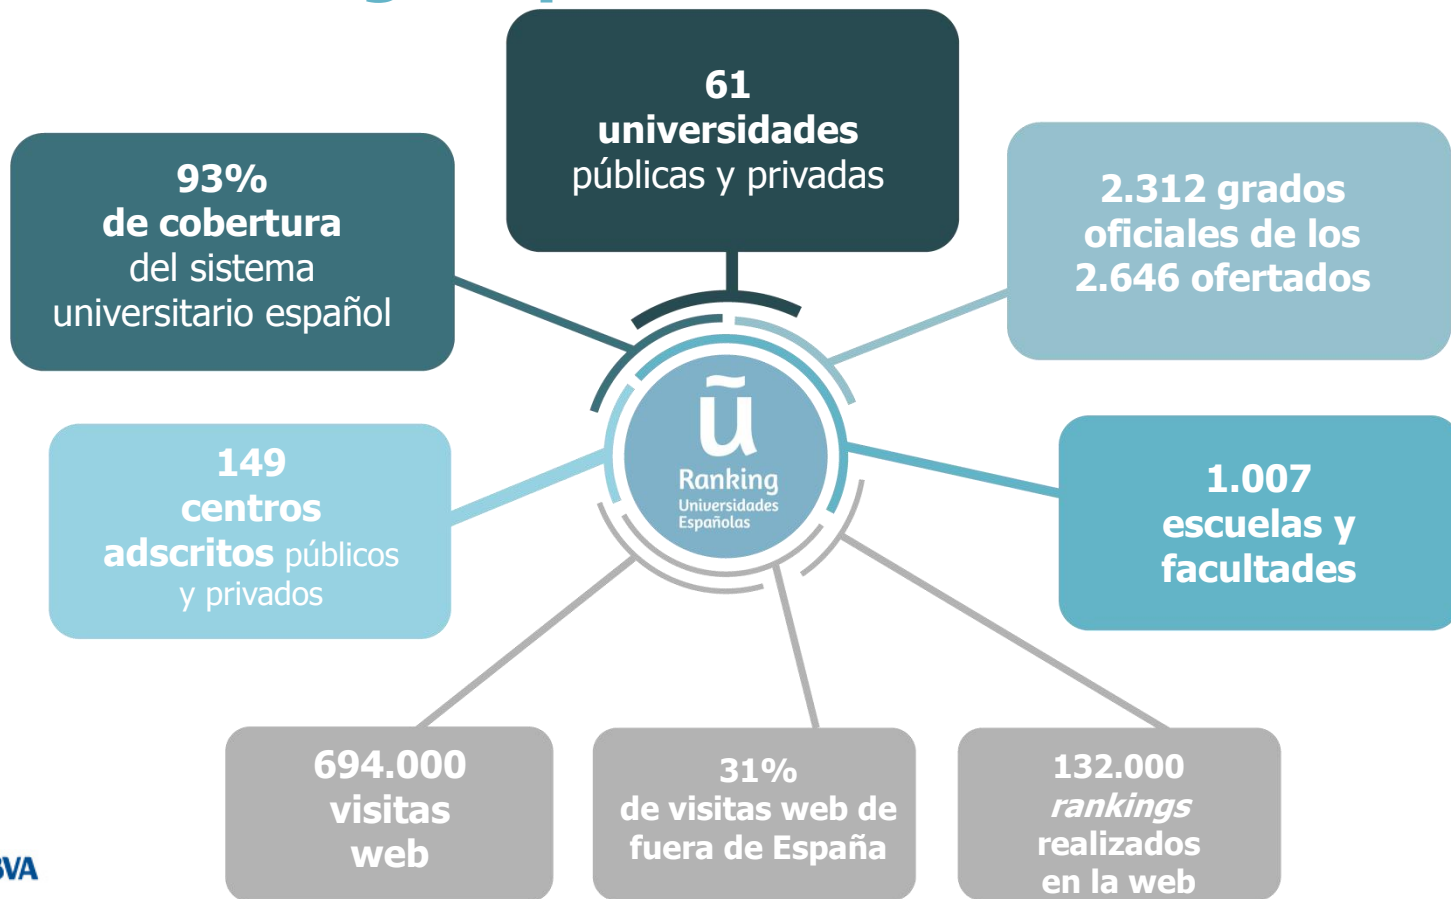 61
universidades
públicas y privadas
93%
de cobertura
del sistema
universitario español
2.312 grados
oficiales de los
2.646 ofertados
ũ
Ranking
Universidades
Españolas
149
centros
adscritos públicos
y privados
1.007
escuelas y
facultades
694.000
visitas
web
31%
de visitas web de
fuera de España
132.000
rankings
realizados
en la web